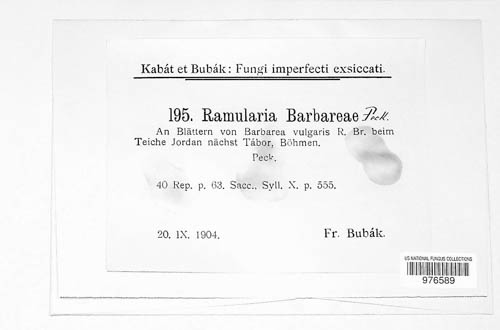 Kabát et Bubák: Fungi imperfecti exsiccati.
195. Ramularia Barbareae Peck.
An Blättern von Barbarea vulgaris R. Br. beim
Teiche Jordan nächst Tábor, Böhmen.
Peck.
40 Rep. p. 63. Sacc., Syll. X. p. 555.
20. IX. 1904.
Fr. Bubák.
US NATIONAL FUNGUS COLLECTIONS
976589